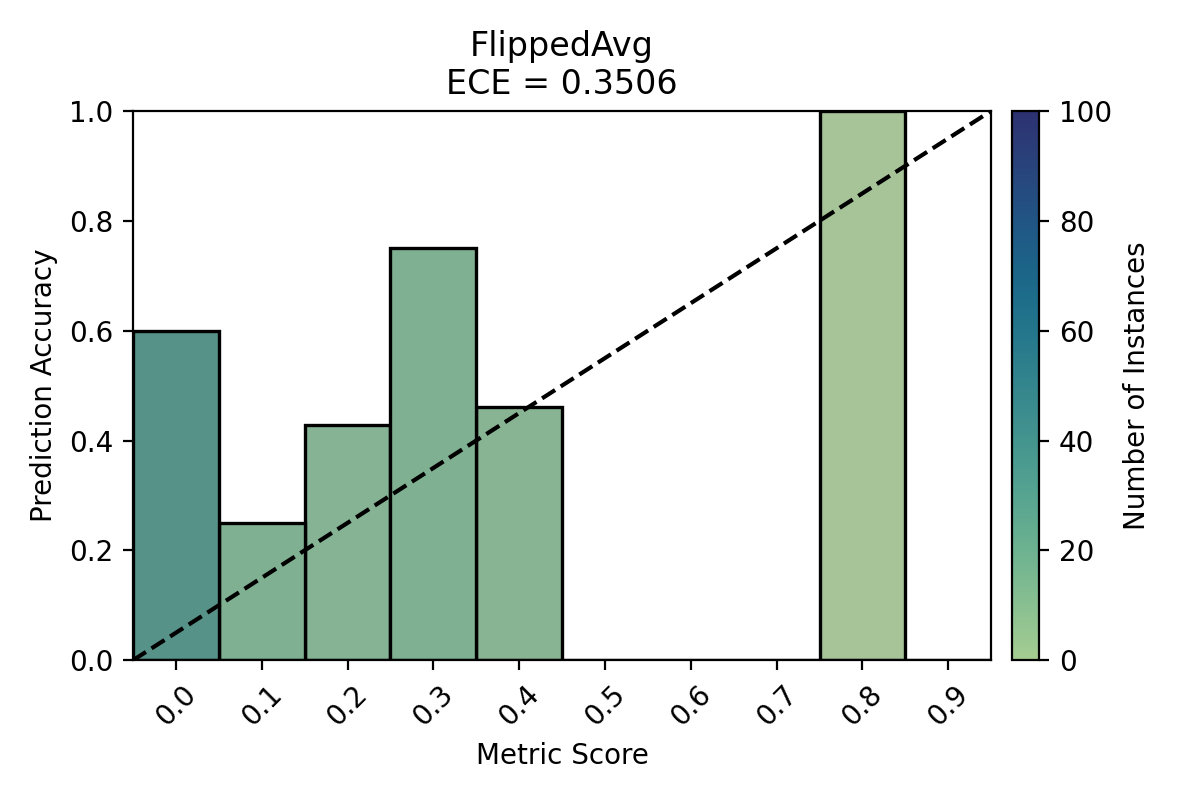 FlippedAvg
ECE = 0.3506
1.0
0.8
0.6
0.4
0.2
0.0
Prediction Accuracy
0.0 0.1 0.2 0.3 0.4 0.5 0.6 0.7 0.8 0.9
Metric Score
100
80
60
40
20
0
Number of Instances